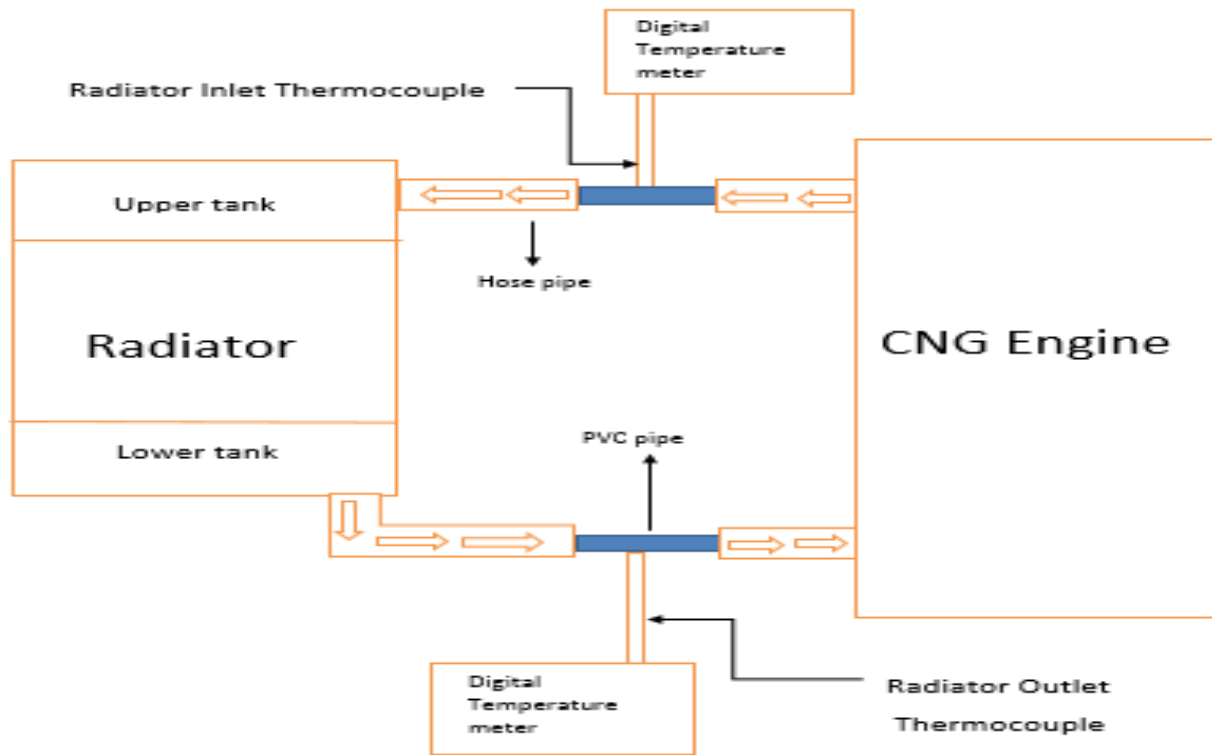 Digital
Temperature
meter
Radiator Inlet Thermocouple
Upper tank
Hose pipe
Radiator
CNG Engine
PVC pipe
Lower tank
Digital
Temperature
meter
Radiator Outlet
Thermocouple